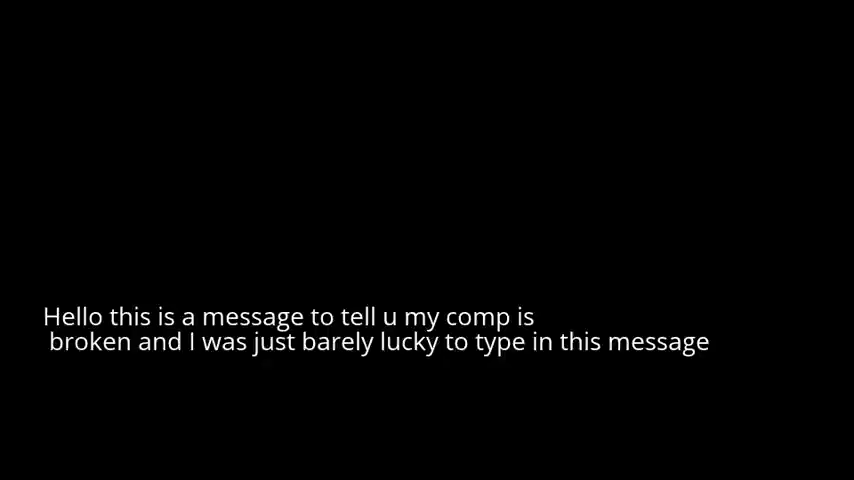 Hello this is a message to tell u my comp is
broken and I was just barely lucky to type in this message